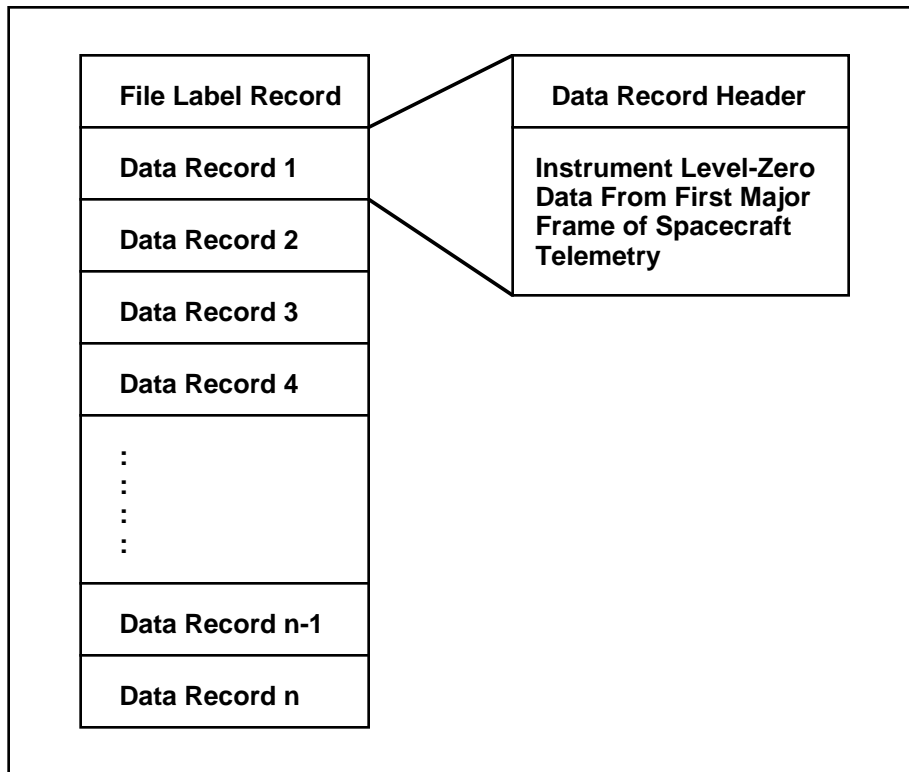 File Label Record
Data Record 1
Data Record 2
Data Record 3
Data Record 4
:
:
:
:
Data Record n-1
Data Record n
Data Record Header
Instrument Level-Zero
Data From First Major
Frame of Spacecraft
Telemetry